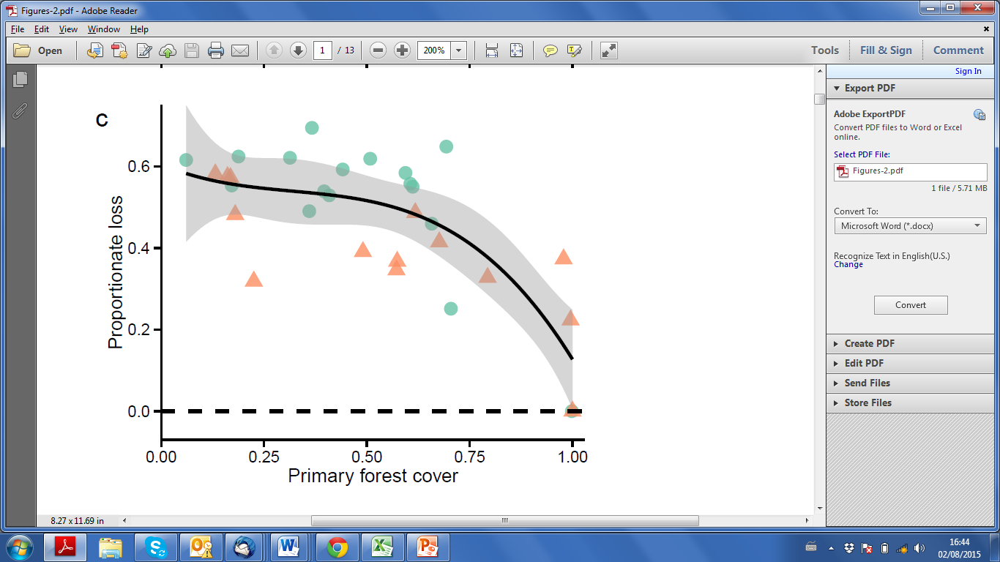 Figures-2.pdf - Adobe Reader
File Edit View Window Help
Open 1 / 13 200% Tools Fill & Sign Comment
Sign In
Export PDF
Adobe ExportPDF
Convert PDF files to Word or Excel
online.
Select PDF File:
Figures-2.pdf
1 file / 5.71 MB
Convert To:
Microsoft Word (*.docx)
Recognize Text in English(U.S.)
Change
Convert
Create PDF
Edit PDF
Send Files
Store Files
C
Proportionate loss
0.6
0.4
0.2
0.0
0.00 0.25 0.50 0.75 1.00
Primary forest cover
8.27 x 11.69 in
16:44
02/08/2015